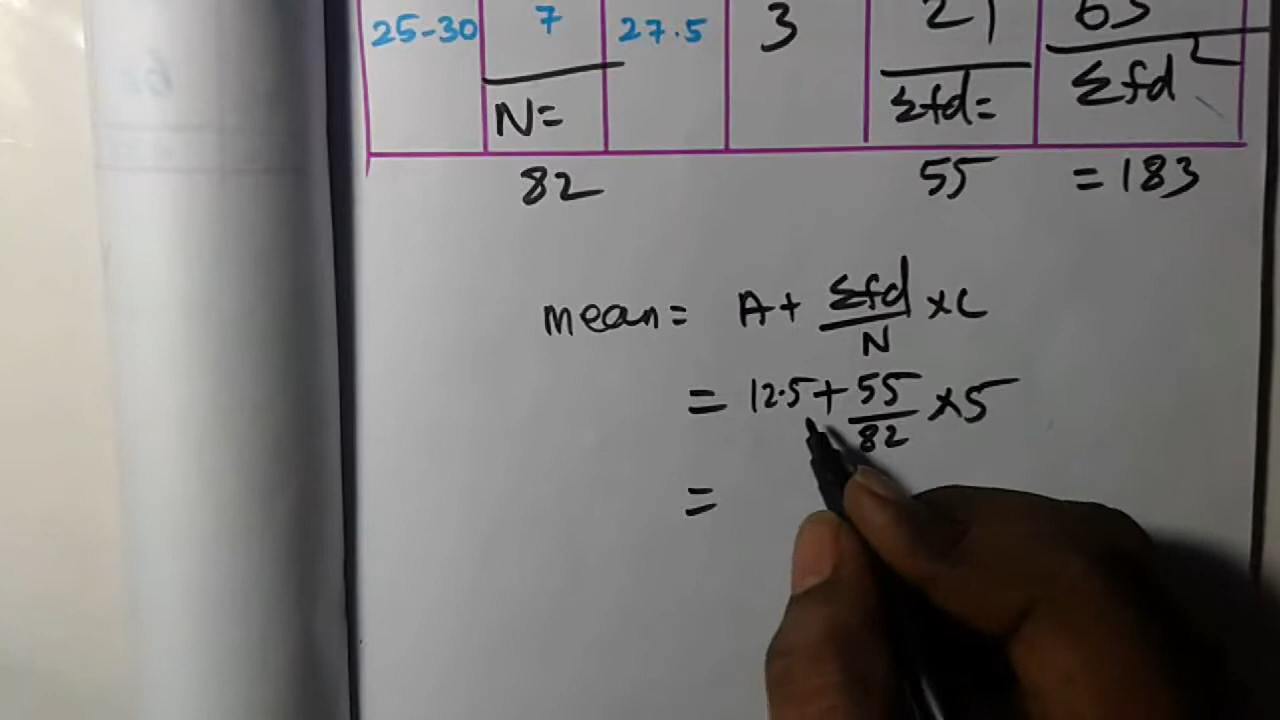 25-30 7 27.5 3 21 63
N= Σfd= Σfd²
82 55 =183
mean= A+ Σfd/N ×C
= 12.5+ 55/82 ×5
=